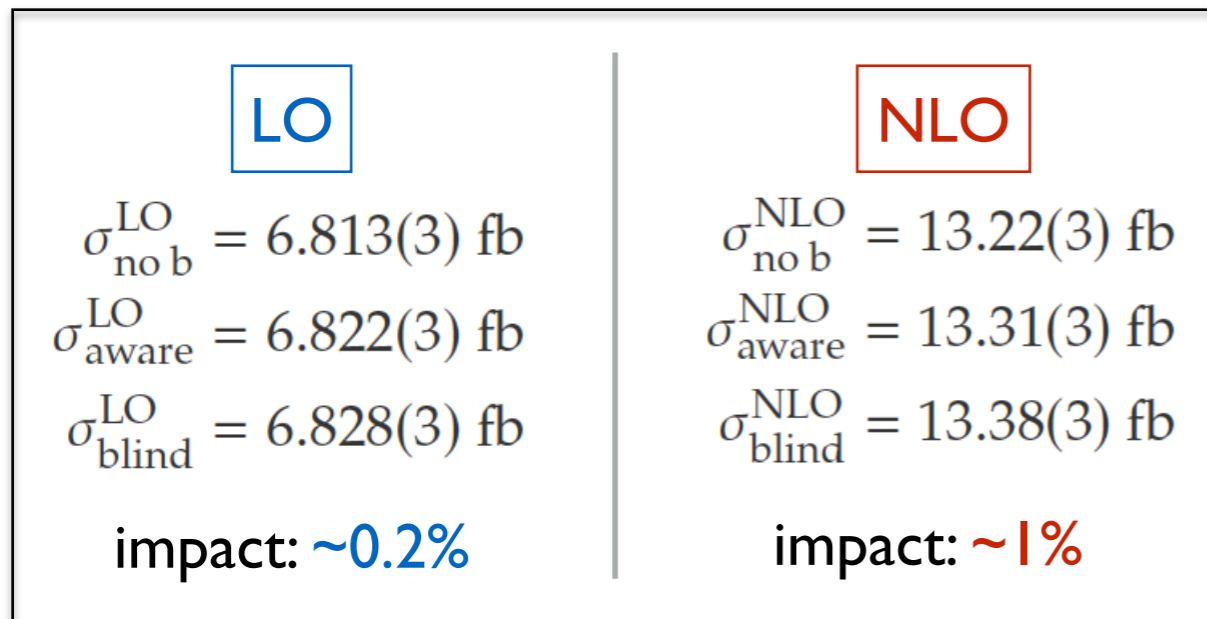 LO
σ^LO_no b = 6.813(3) fb
σ^LO_aware = 6.822(3) fb
σ^LO_blind = 6.828(3) fb
impact: ~0.2%
NLO
σ^NLO_no b = 13.22(3) fb
σ^NLO_aware = 13.31(3) fb
σ^NLO_blind = 13.38(3) fb
impact: ~1%